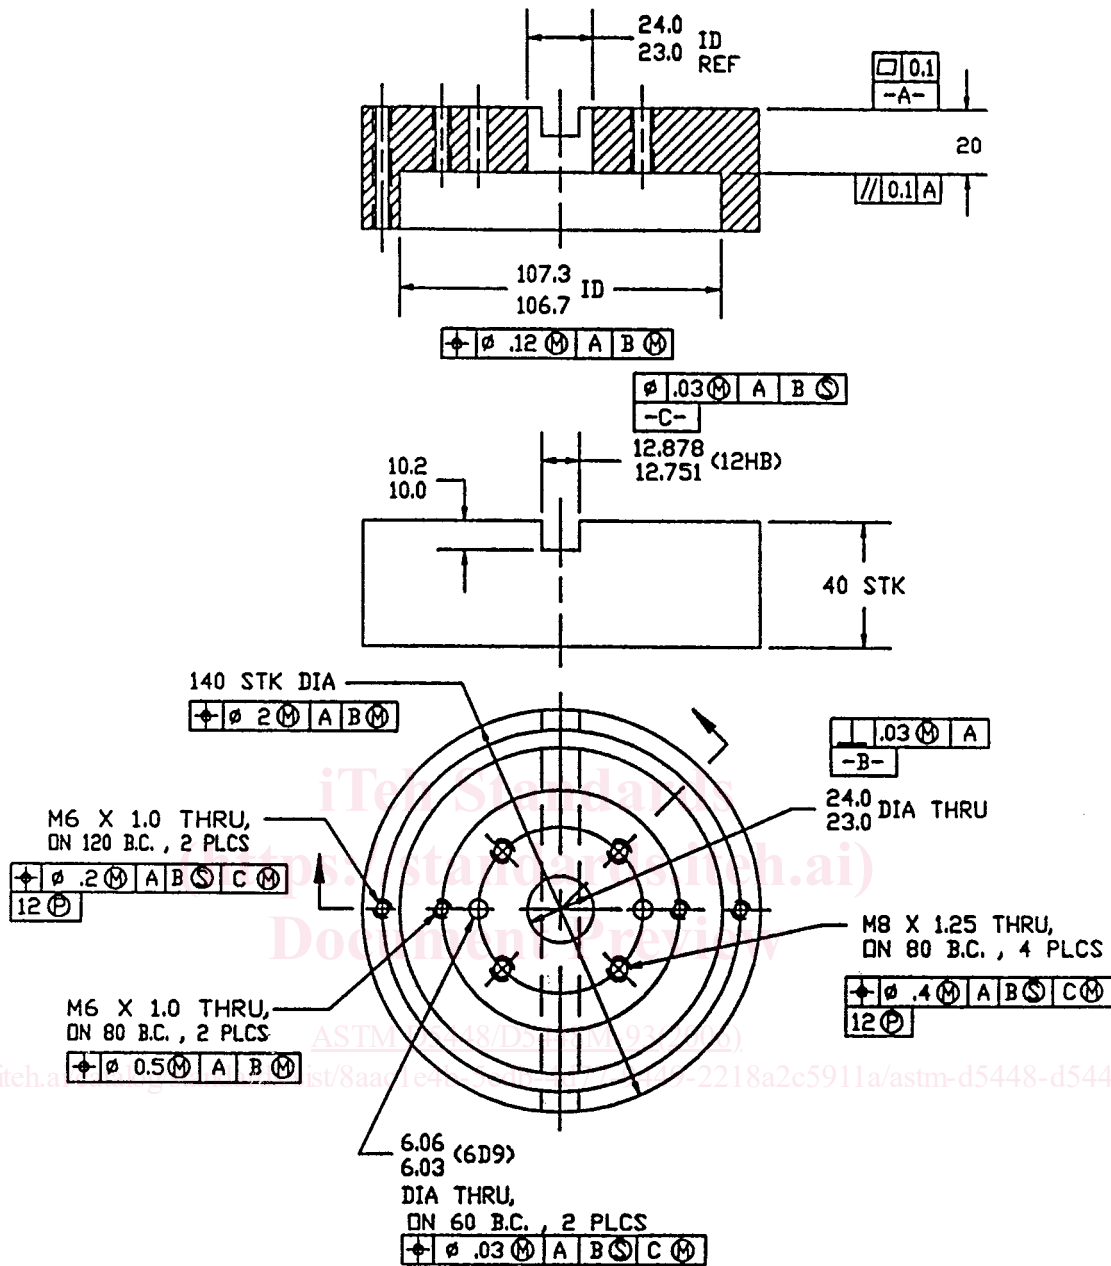 24.0
23.0 ID
REF
▱ 0.1
-A-
20
// 0.1 A
107.3
106.7 ID
⌖ ø .12 Ⓜ A B Ⓜ
ø .03 Ⓜ A B Ⓢ
-C-
12.878
12.751 (12HB)
10.2
10.0
40 STK
140 STK DIA
⌖ ø 2 Ⓜ A B Ⓜ
⊥ .03 Ⓜ A
-B-
24.0
23.0 DIA THRU
M6 X 1.0 THRU,
ON 120 B.C. , 2 PLCS
⌖ ø .2 Ⓜ A B Ⓢ C Ⓜ
12 Ⓟ
M8 X 1.25 THRU,
ON 80 B.C. , 4 PLCS
⌖ ø .4 Ⓜ A B Ⓢ C Ⓜ
12 Ⓟ
M6 X 1.0 THRU,
ON 80 B.C. , 2 PLCS
⌖ ø 0.5 Ⓜ A B Ⓜ
6.06
6.03 (6D9)
DIA THRU,
ON 60 B.C. , 2 PLCS
⌖ ø .03 Ⓜ A B Ⓢ C Ⓜ
iTeh Standards
(https://standards.iteh.ai)
Document Preview